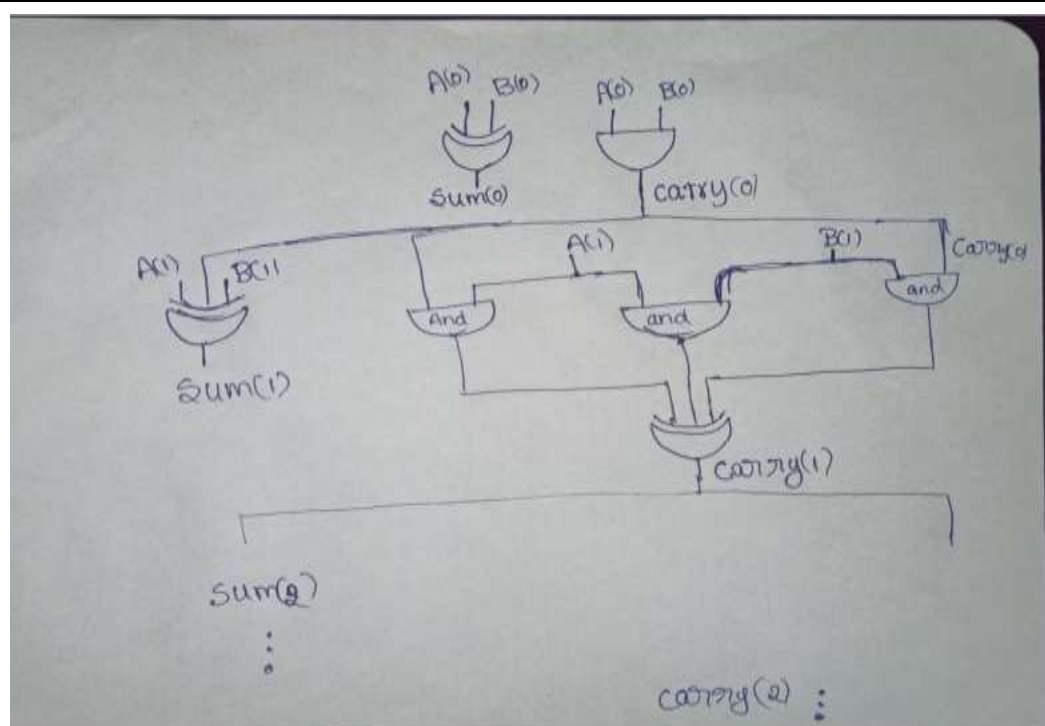 A(0) B(0) A(0) B(0)
Sum(0) carry(0)
A(1) B(1) A(1) B(1) Carry(0)
And and and
Sum(1)
carry(1)
Sum(2)
carry(2)